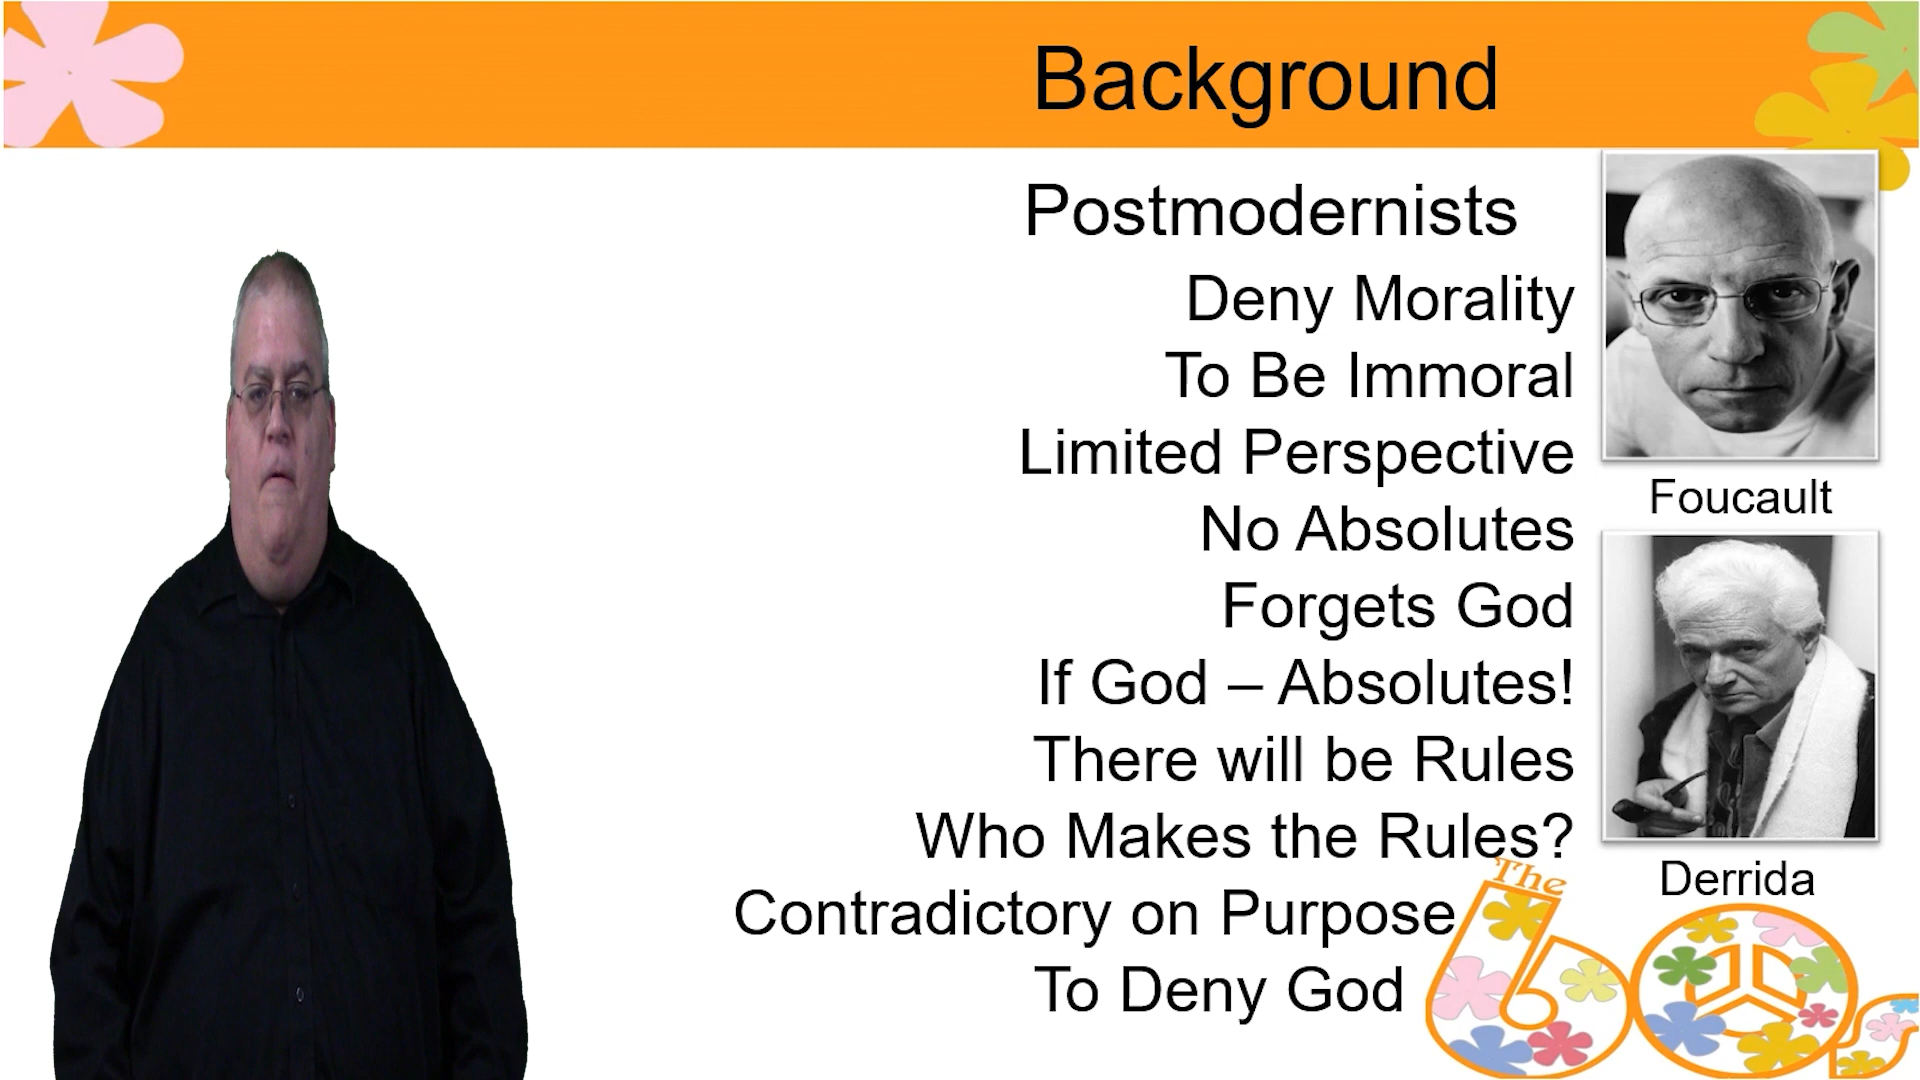 Background
Postmodernists
Deny Morality
To Be Immoral
Limited Perspective
No Absolutes
Forgets God
If God – Absolutes!
There will be Rules
Who Makes the Rules?
Contradictory on Purpose
To Deny God
Foucault
Derrida
The
60s